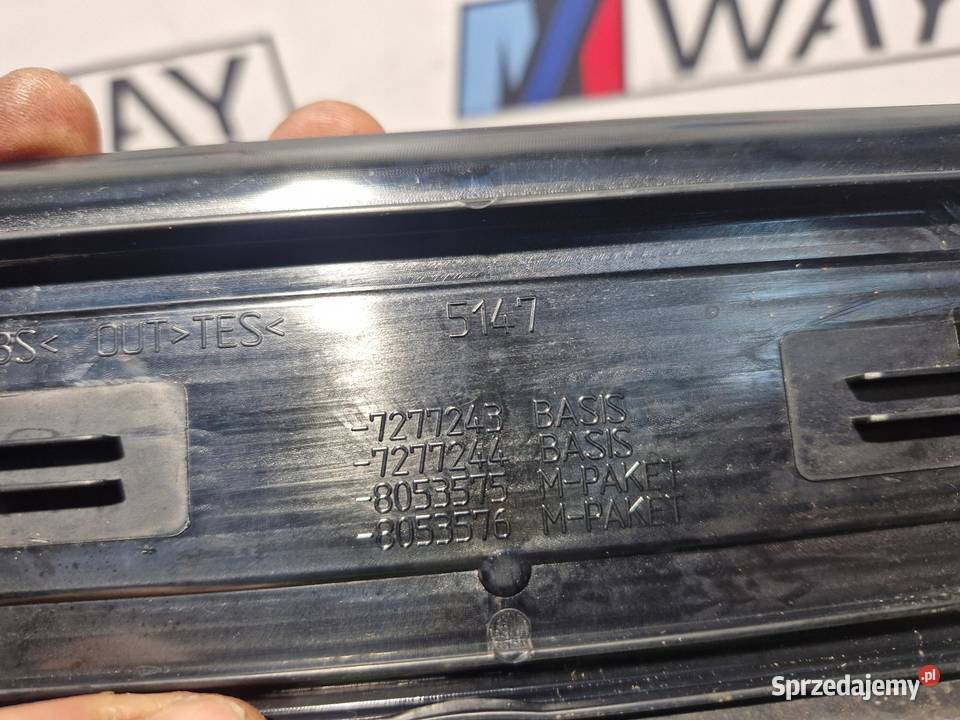 WAY
AY
BS< OUT>TES< 5147
-7277243 BASIS
-7277244 BASIS
-8053575 M-PAKET
-8053576 M-PAKET
Sprzedajemy.pl